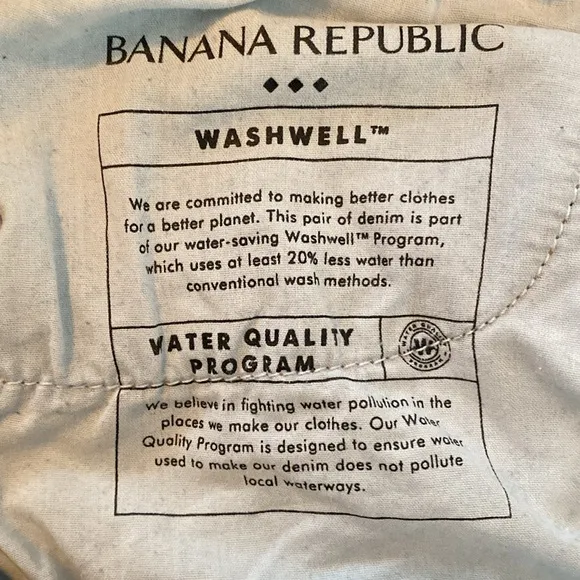 BANANA REPUBLIC
WASHWELL™
We are committed to making better clothes
for a better planet. This pair of denim is part
of our water-saving Washwell™ Program,
which uses at least 20% less water than
conventional wash methods.
WATER QUALITY
PROGRAM
WATER QUALITY
PROGRAM
We believe in fighting water pollution in the
places we make our clothes. Our Water
Quality Program is designed to ensure water
used to make our denim does not pollute
local waterways.